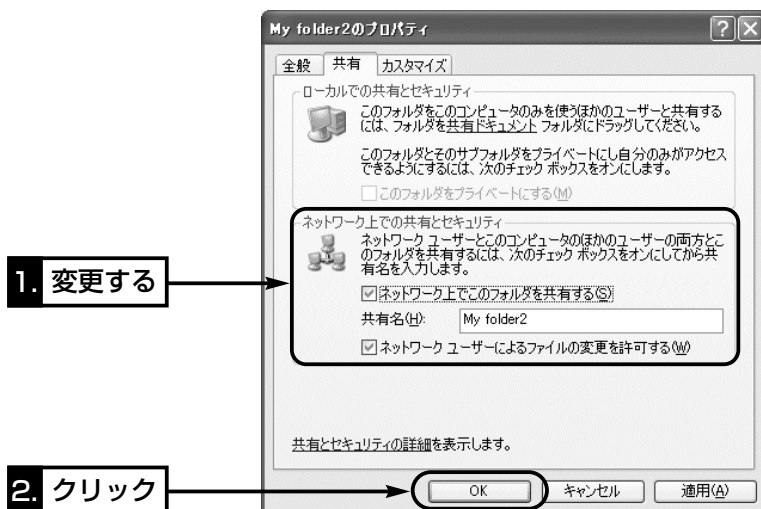 My folder2のプロパティ
全般 共有 カスタマイズ
ローカルでの共有とセキュリティ
このフォルダをこのコンピュータのみを使うほかのユーザーと共有する
には、フォルダを共有ドキュメント フォルダにドラッグしてください。
このフォルダとそのサブフォルダをプライベートにし自分のみがアクセス
できるようにするには、次のチェック ボックスをオンにします。
このフォルダをプライベートにする(M)
ネットワーク上での共有とセキュリティ
ネットワーク ユーザーとこのコンピュータのほかのユーザーの両方とこ
のフォルダを共有するには、次のチェック ボックスをオンにしてから共
有名を入力します。
1. 変更する
ネットワーク上でこのフォルダを共有する(S)
共有名(H): My folder2
ネットワーク ユーザーによるファイルの変更を許可する(W)
共有とセキュリティの詳細を表示します。
2. クリック
OK キャンセル 適用(A)